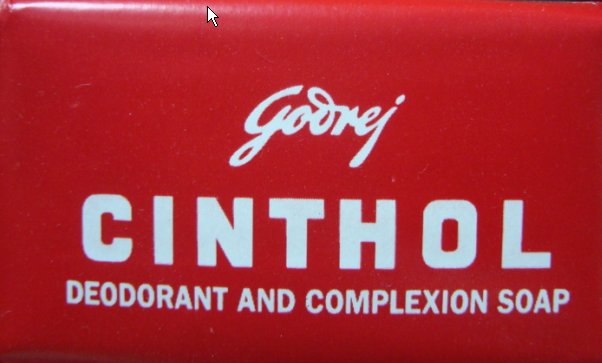 Godrej
CINTHOL
DEODORANT AND COMPLEXION SOAP